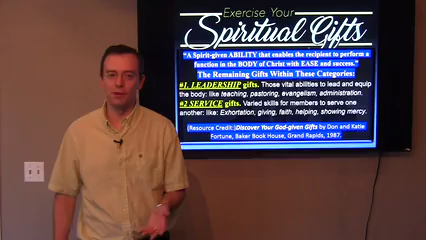 Exercise Your
Spiritual Gifts
“A Spirit-given ABILITY that enables the recipient to perform a
function in the BODY of Christ with EASE and success.”
The Remaining Gifts Within These Categories:
#1. LEADERSHIP gifts. Those vital abilities to lead and equip
the body: like teaching, pastoring, evangelism, administration.
#2 SERVICE gifts. Varied skills for members to serve one
another: like: Exhortating, giving, faith, helping, showing mercy.
(Resource Credit:)Discover Your God-given Gifts by Don and Katie
Fortune, Baker Book House, Grand Rapids, 1987.